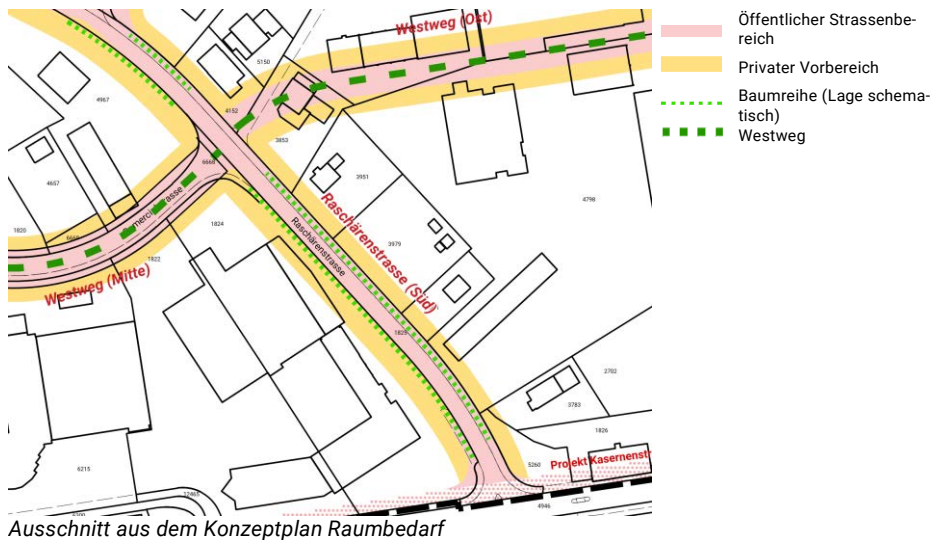 Westweg (Ost)
5150
4967
4152
3853
6668
3951
4657
4798
1820
1824
Raschärenstrasse
Raschärenstrasse (Süd)
3979
1822
Westweg (Mitte)
2702
3783
1826
6215
5260
Projekt Kasernenstr
12465
4946
Öffentlicher Strassenbe-
reich
Privater Vorbereich
Baumreihe (Lage schema-
tisch)
Westweg
Ausschnitt aus dem Konzeptplan Raumbedarf